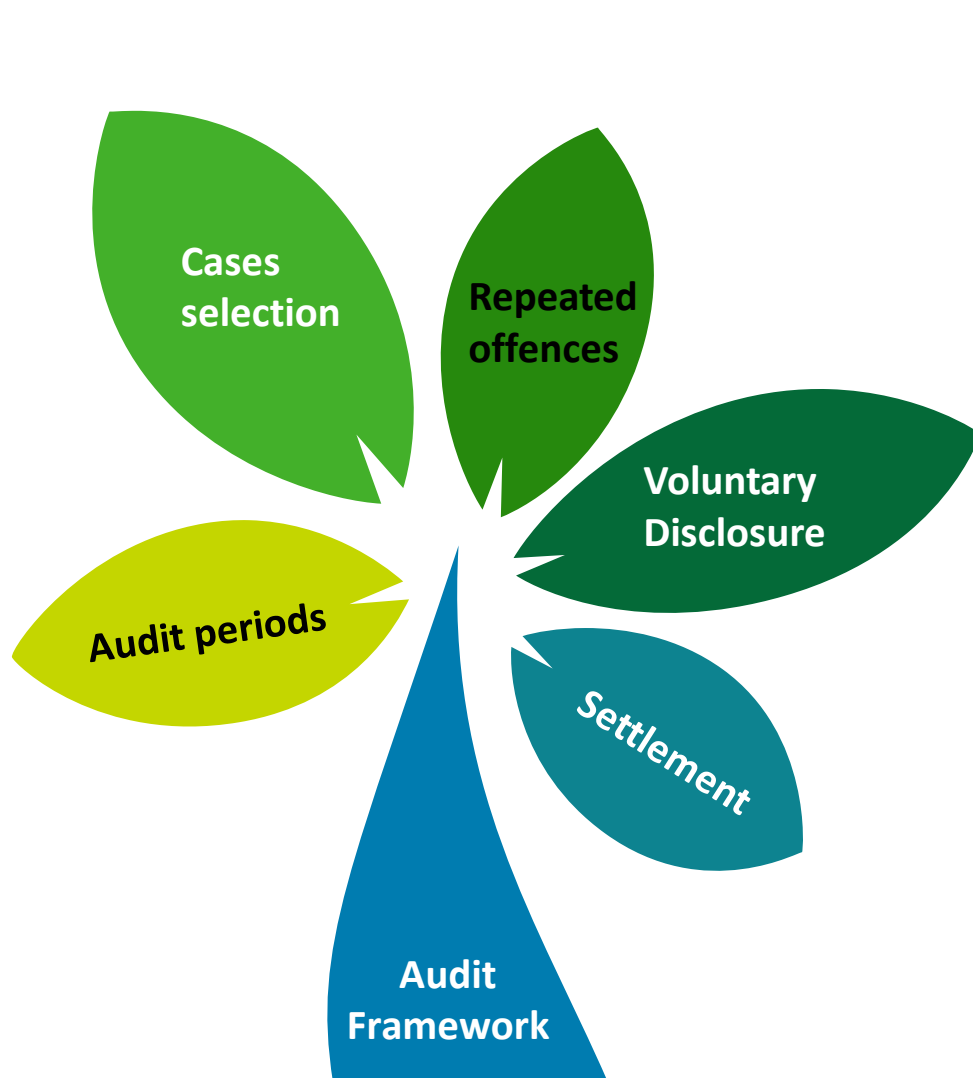 Cases
selection
Repeated
offences
Voluntary
Disclosure
Audit periods
Settlement
Audit
Framework